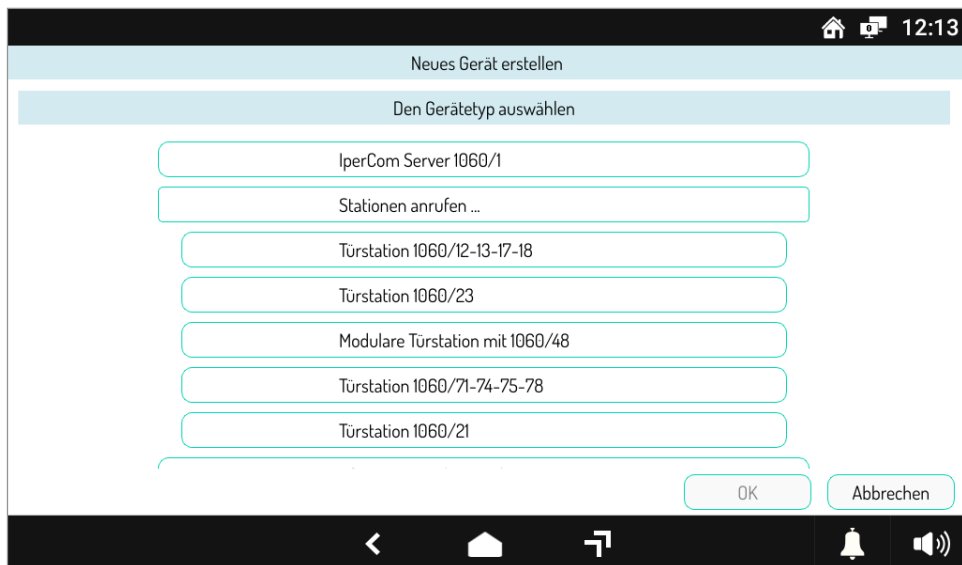 12:13
Neues Gerät erstellen
Den Gerätetyp auswählen
IperCom Server 1060/1
Stationen anrufen ...
Türstation 1060/12-13-17-18
Türstation 1060/23
Modulare Türstation mit 1060/48
Türstation 1060/71-74-75-78
Türstation 1060/21
OK
Abbrechen